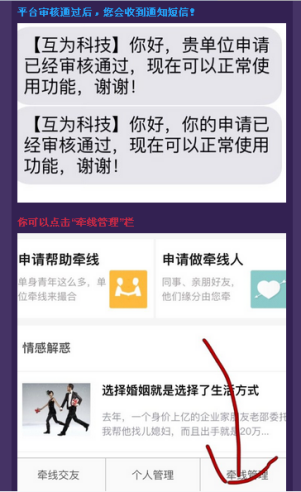 平台审核通过后，您会收到通知短信！
【互为科技】你好，贵单位申请
已经审核通过，现在可以正常使
用功能，谢谢！
【互为科技】你好，你的申请已
经审核通过，现在可以正常使
用功能，谢谢！
你可以点击“牵线管理”栏
申请帮助牵线
单身青年这么多，单
位牵线来撮合
申请做牵线人
同事、亲朋好友，
他们缘分由您牵
情感解惑
选择婚姻就是选择了生活方式
去年，一个身价上亿的企业家朋友老邵委托
我帮他找儿媳妇，而且出手就是20万...
牵线交友
个人管理
牵线管理